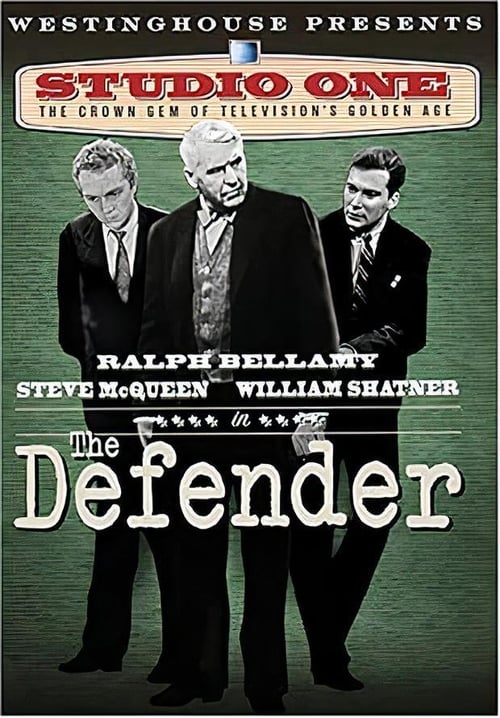 WESTINGHOUSE PRESENTS
STUDIO ONE
THE CROWN GEM OF TELEVISION'S GOLDEN AGE
RALPH BELLAMY
STEVE McQUEEN WILLIAM SHATNER
in
The
Defender